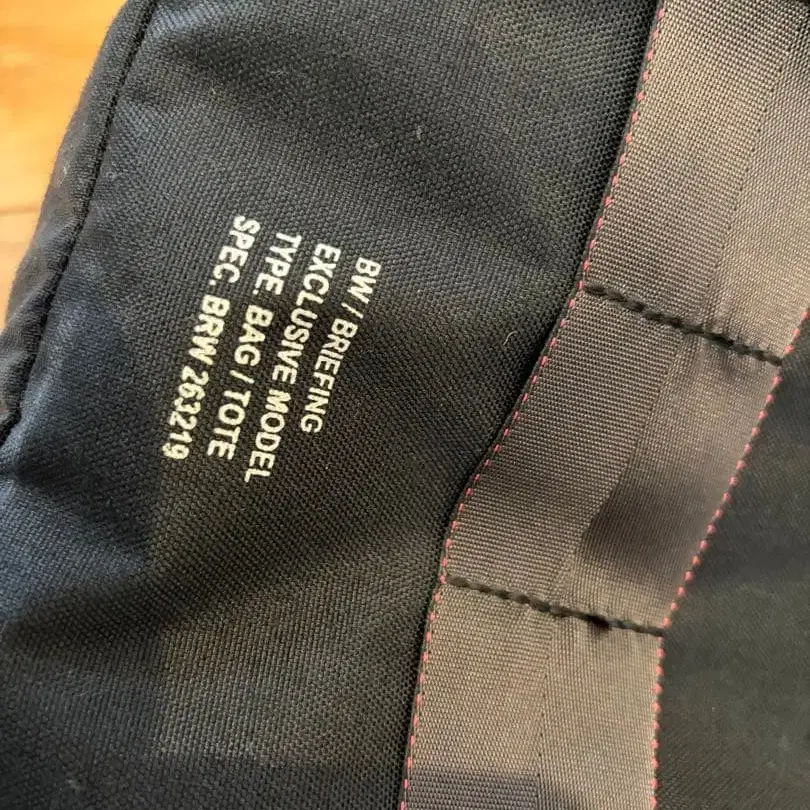 BW / BRIEFING
EXCLUSIVE MODEL
TYPE. BAG / TOTE
SPEC. BRW 263219